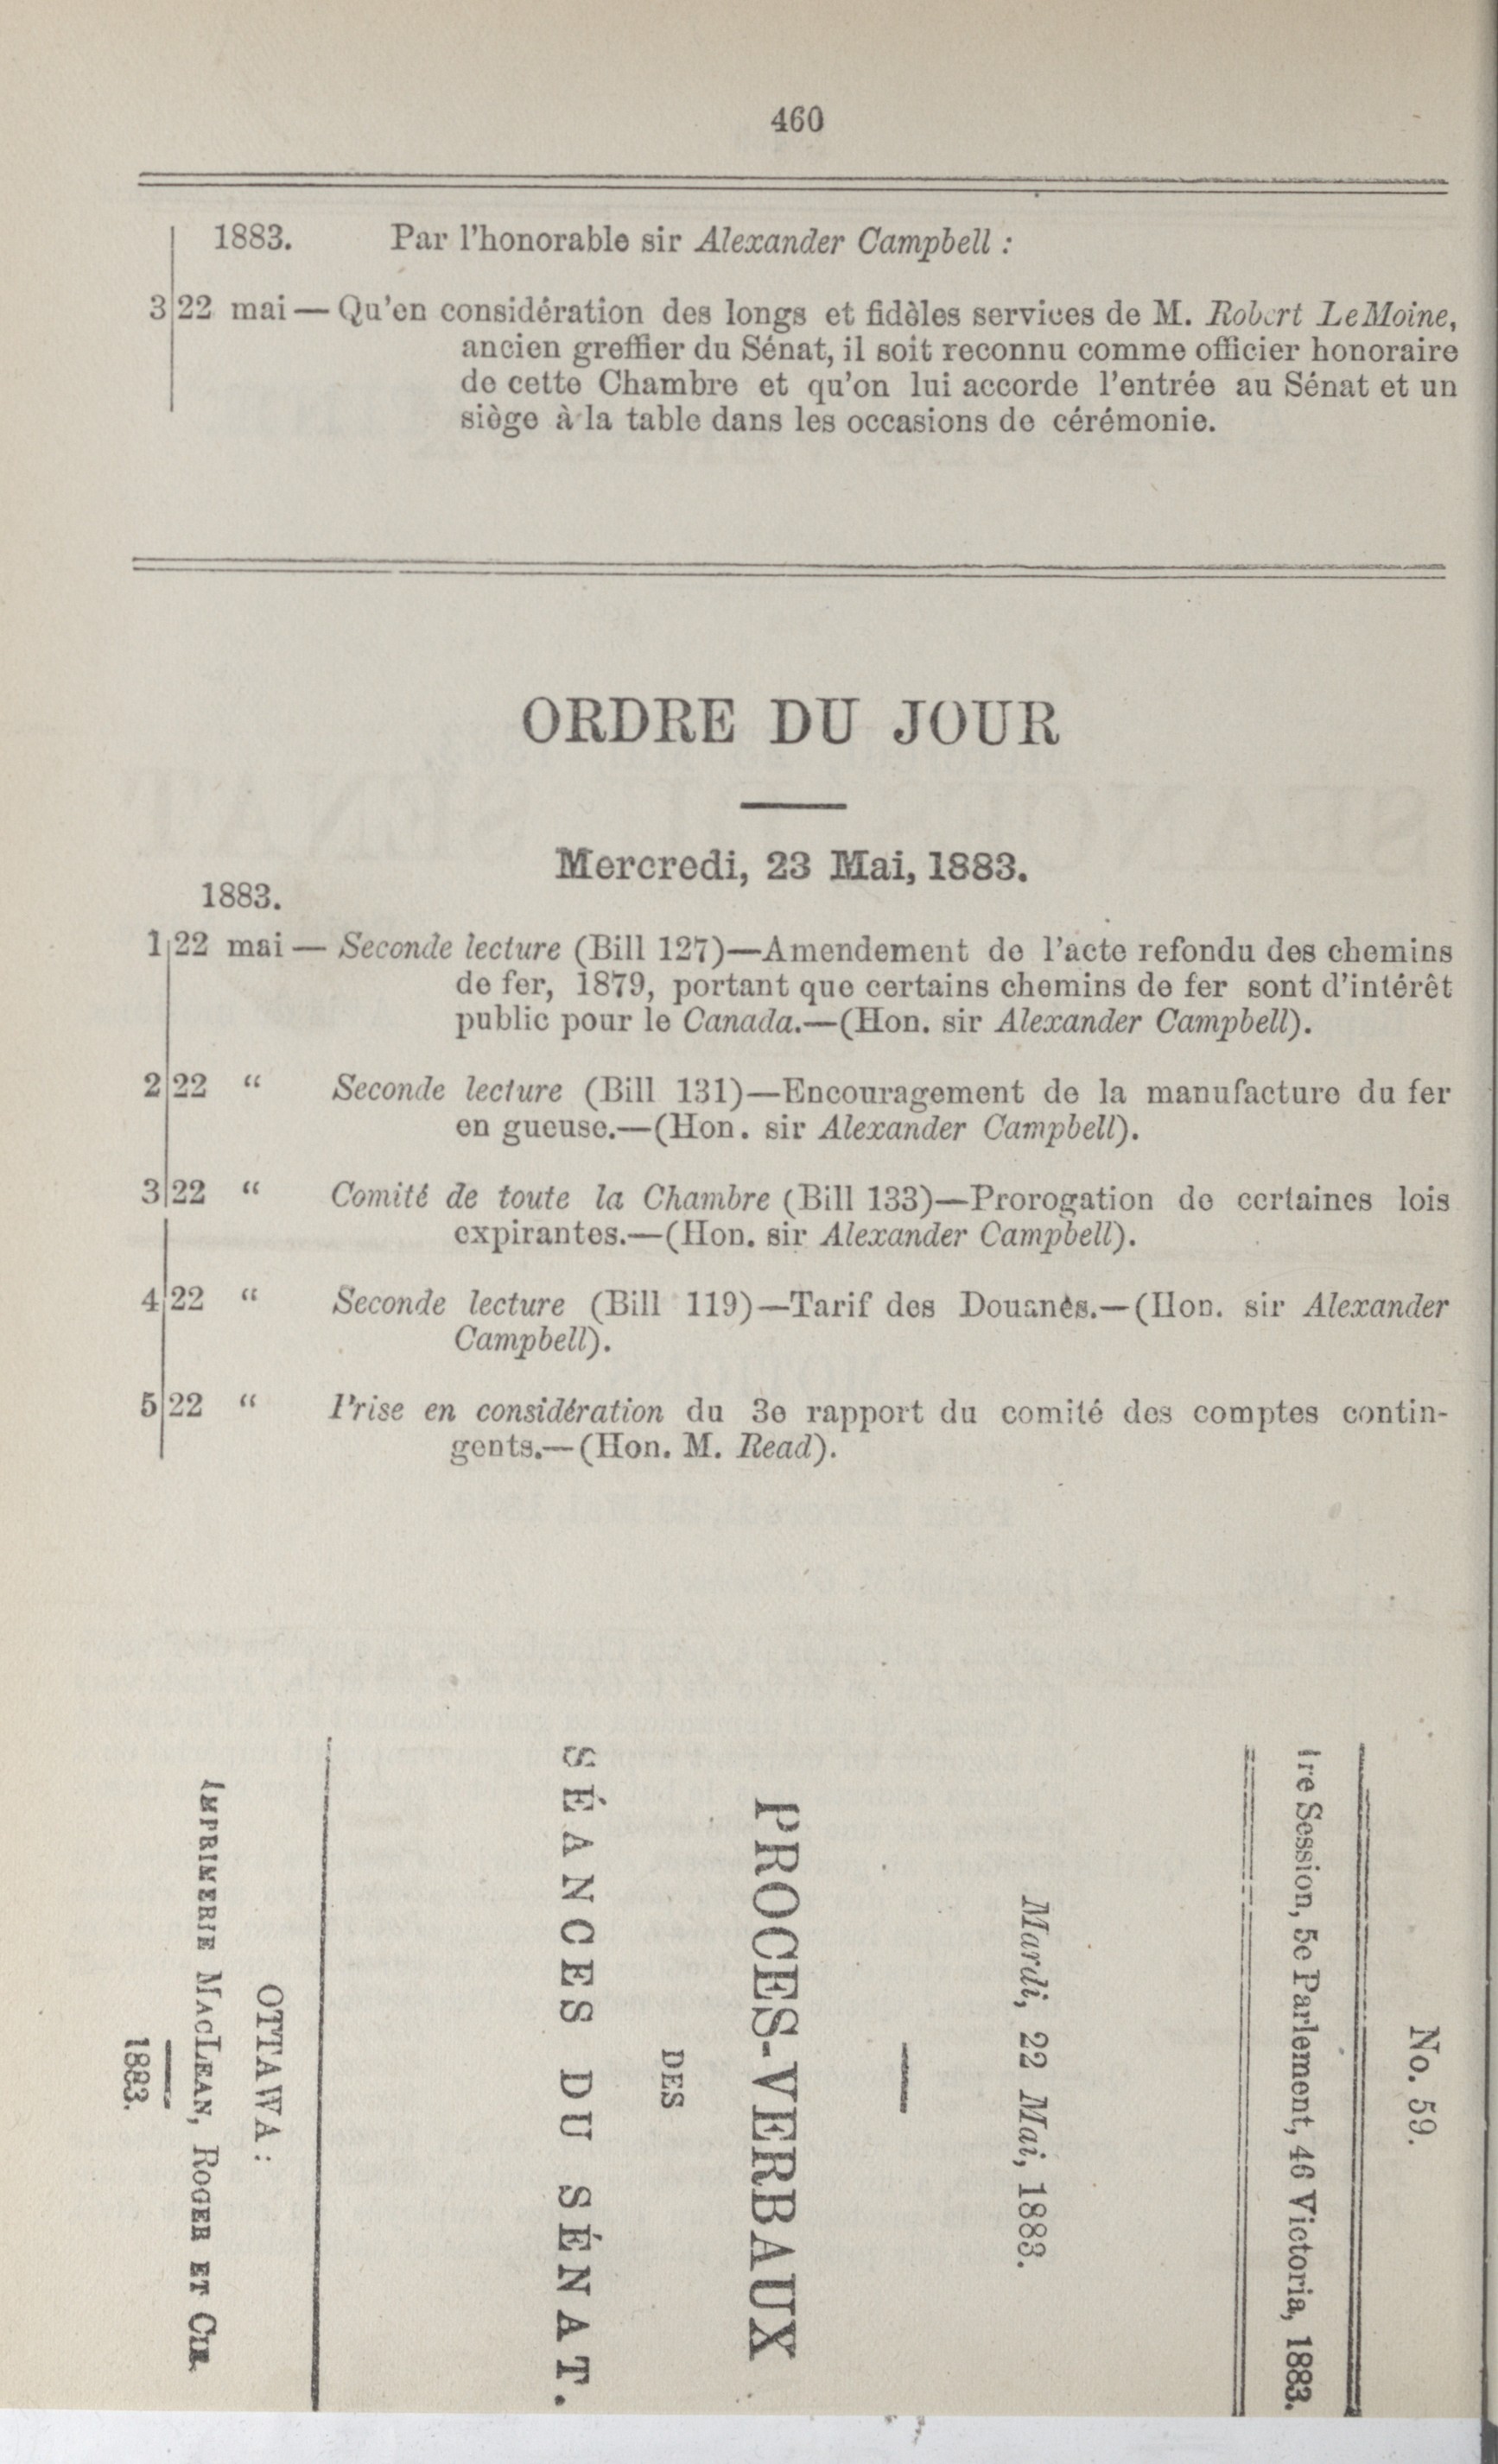 460
1883. Par l'honorable sir Alexander Campbell :
3 22 mai — Qu'en considération des longs et fidèles services de M. Robert LeMoine,
ancien greffier du Sénat, il soit reconnu comme officier honoraire
de cette Chambre et qu'on lui accorde l'entrée au Sénat et un
siège à la table dans les occasions de cérémonie.
ORDRE DU JOUR
Mercredi, 23 Mai, 1883.
1883.
1 22 mai — Seconde lecture (Bill 127)—Amendement de l'acte refondu des chemins
de fer, 1879, portant que certains chemins de fer sont d'intérêt
public pour le Canada.—(Hon. sir Alexander Campbell).
2 22 “ Seconde lecture (Bill 131)—Encouragement de la manufacture du fer
en gueuse.—(Hon. sir Alexander Campbell).
3 22 “ Comité de toute la Chambre (Bill 133)—Prorogation de certaines lois
expirantes.—(Hon. sir Alexander Campbell).
4 22 “ Seconde lecture (Bill 119)—Tarif des Douanes.—(Hon. sir Alexander
Campbell).
5 22 “ Prise en considération du 3e rapport du comité des comptes contin-
gents.—(Hon. M. Read).
No. 59.
1re Session, 5e Parlement, 46 Victoria, 1883.
Mardi, 22 Mai, 1883.
PROCES-VERBAUX
DES
SÉANCES DU SÉNAT.
OTTAWA :
IMPRIMERIE MACLEAN, ROGER ET CIE.
1883.